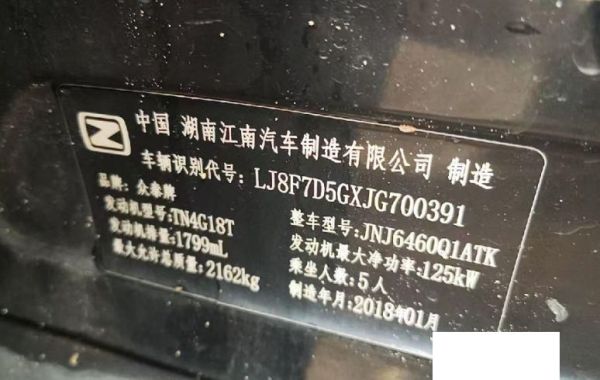 中国 湖南江南汽车制造有限公司 制造
车辆识别代号：LJ8F7D5GXJG700391
品牌：众泰牌
整车型号：JNJ6460Q1ATK
发动机型号：TN4G18T
发动机最大净功率：125kW
发动机排量：1799mL
乘坐人数：5人
最大允许总质量：2162kg
制造年月：2018年01月